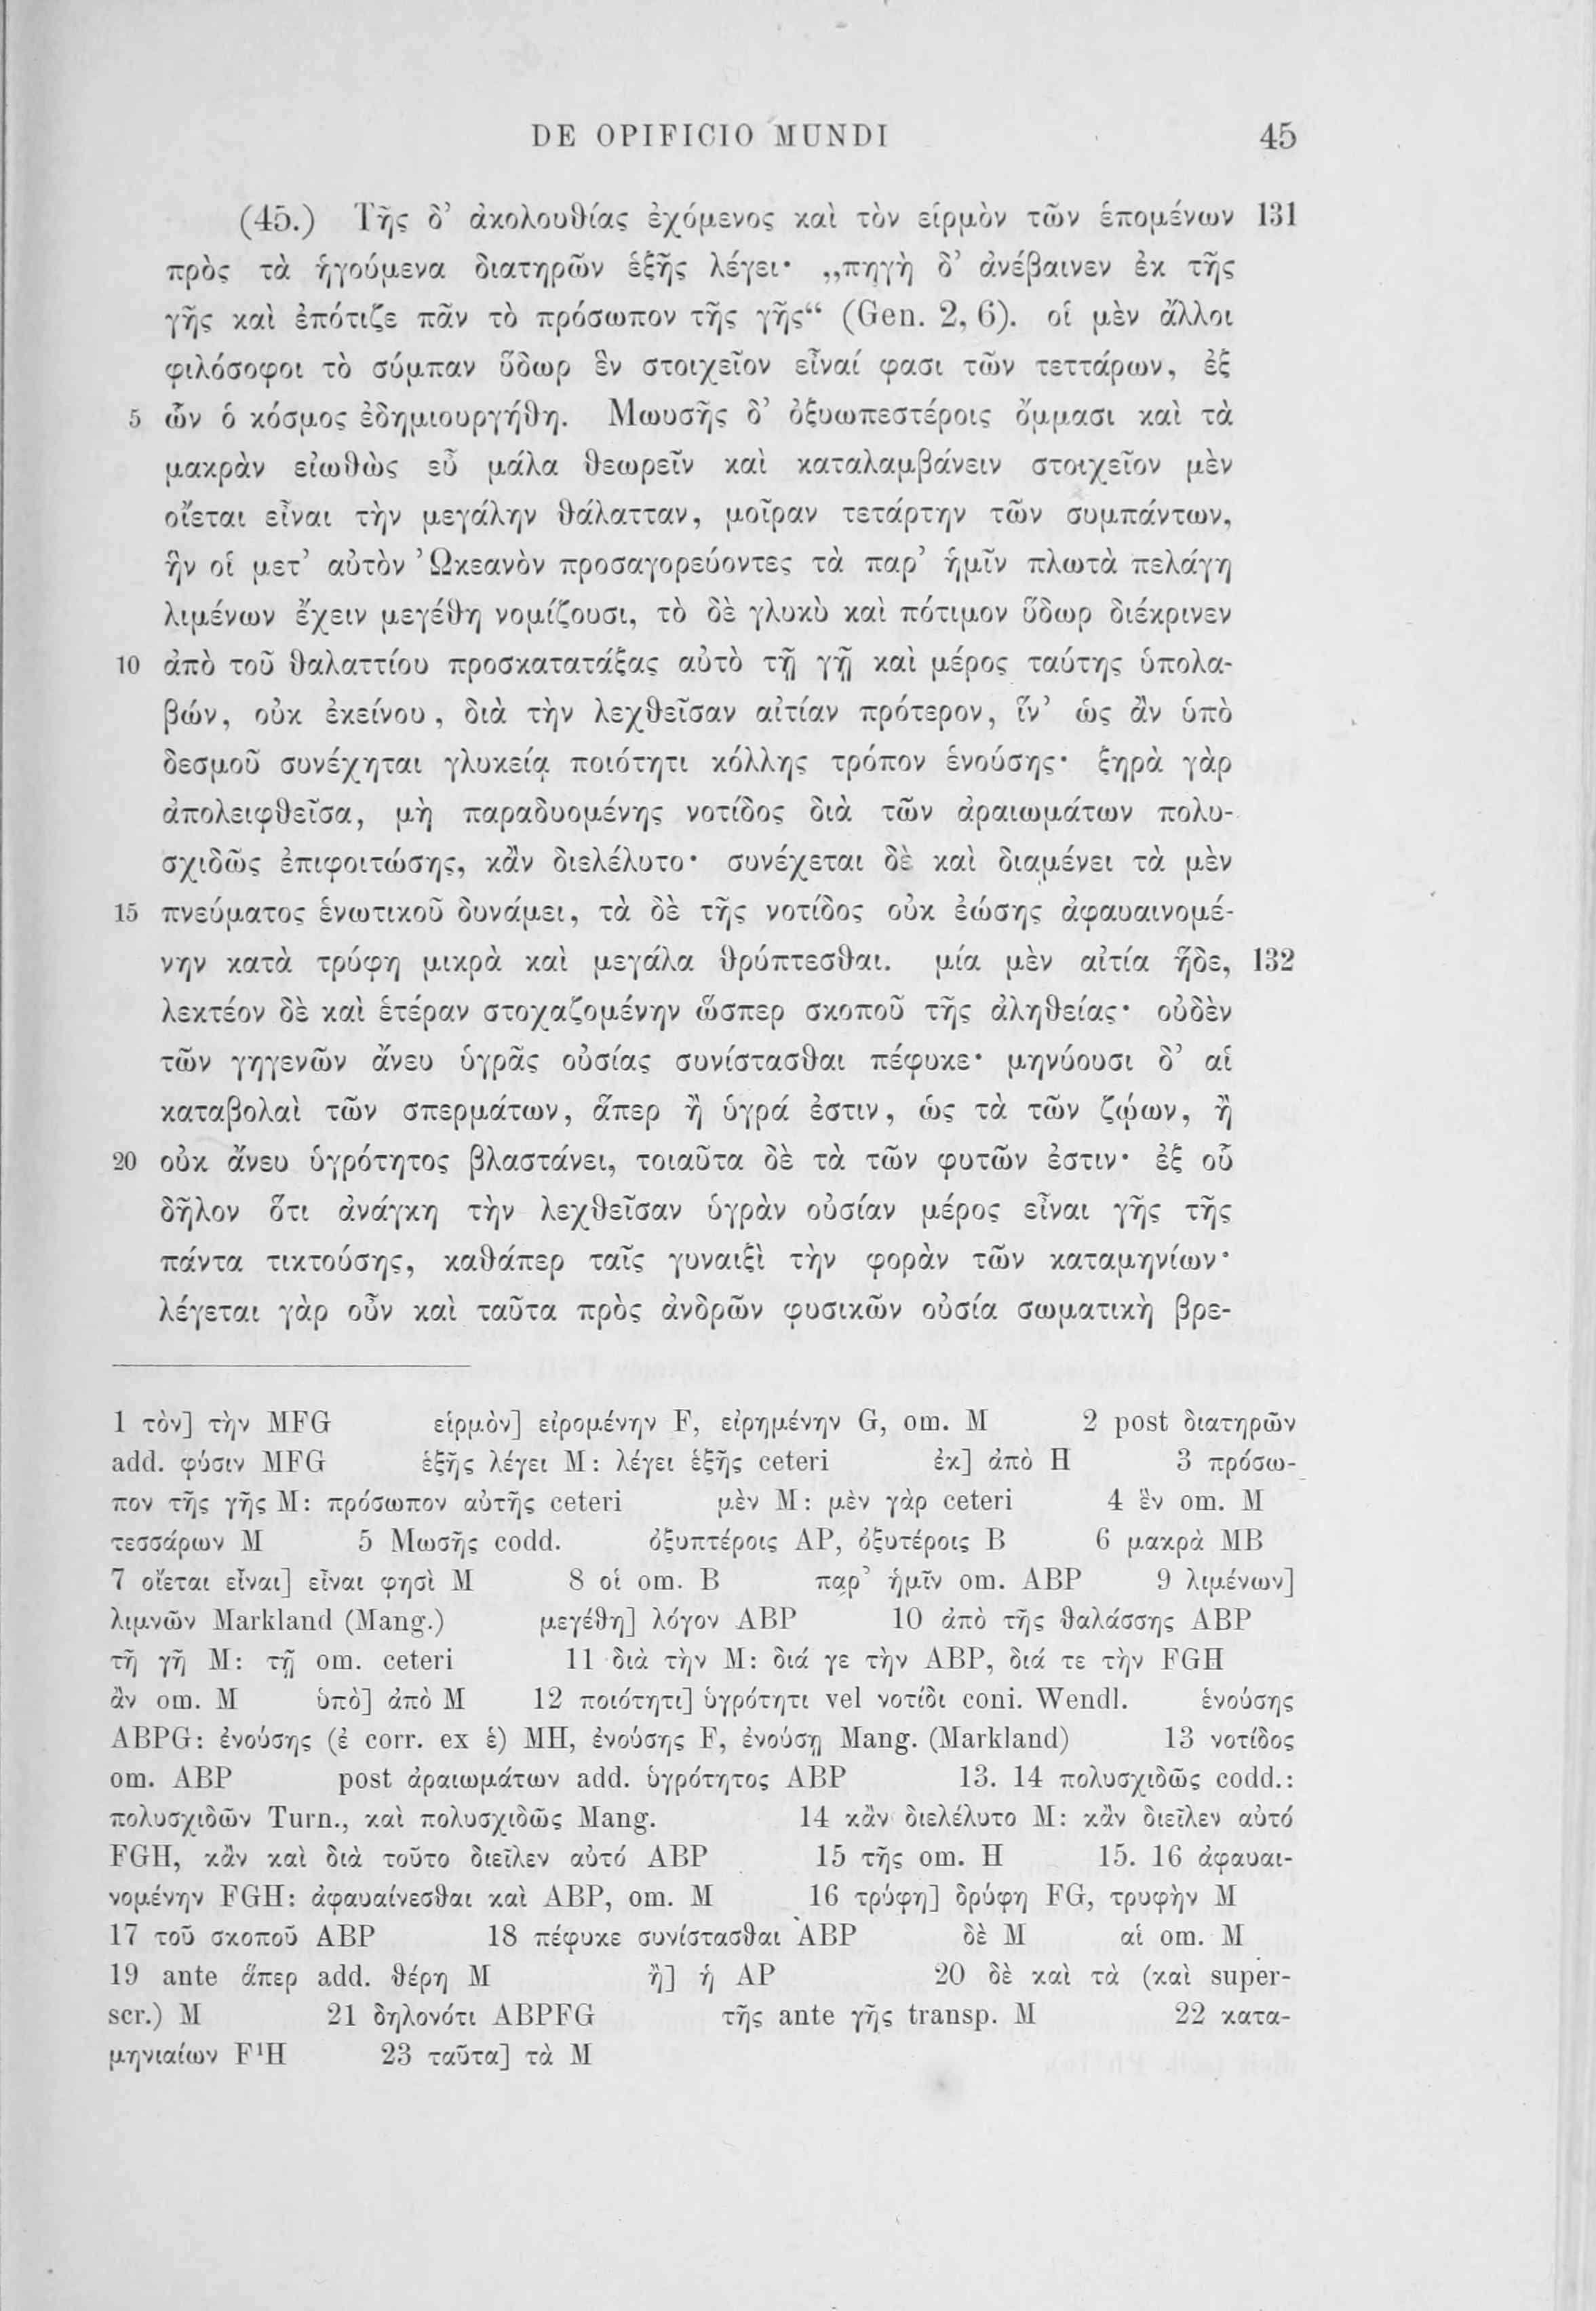 DE OPIFICIO MUNDI 45
(45.) Τῆς δ’ ἀκολουθίας ἐχόμενος καὶ τὸν εἱρμὸν τῶν ἑπομένων 131
πρὸς τὰ ἡγούμενα διατηρῶν ἑξῆς λέγει· „πηγὴ δ’ ἀνέβαινεν ἐκ τῆς
γῆς καὶ ἐπότιζε πᾶν τὸ πρόσωπον τῆς γῆς“ (Gen. 2, 6). οἱ μὲν ἄλλοι
φιλόσοφοι τὸ σύμπαν ὕδωρ ἓν στοιχεῖον εἶναί φασι τῶν τεττάρων, ἐξ
5 ὧν ὁ κόσμος ἐδημιουργήθη. Μωυσῆς δ’ ὀξυωπεστέροις ὄμμασι καὶ τὰ
μακρὰν εἰωθὼς εὖ μάλα θεωρεῖν καὶ καταλαμβάνειν στοιχεῖον μὲν
οἴεται εἶναι τὴν μεγάλην θάλατταν, μοῖραν τετάρτην τῶν συμπάντων,
ἣν οἱ μετ’ αὐτὸν Ὠκεανὸν προσαγορεύοντες τὰ παρ’ ἡμῖν πλωτὰ πελάγη
λιμένων ἔχειν μεγέθη νομίζουσι, τὸ δὲ γλυκὺ καὶ πότιμον ὕδωρ διέκρινεν
10 ἀπὸ τοῦ θαλαττίου προσκατατάξας αὐτὸ τῇ γῇ καὶ μέρος ταύτης ὑπολα-
βών, οὐκ ἐκείνου, διὰ τὴν λεχθεῖσαν αἰτίαν πρότερον, ἵν’ ὡς ἂν ὑπὸ
δεσμοῦ συνέχηται γλυκείᾳ ποιότητι κόλλης τρόπον ἑνούσης· ξηρὰ γὰρ
ἀπολειφθεῖσα, μὴ παραδυομένης νοτίδος διὰ τῶν ἀραιωμάτων πολυ-
σχιδῶς ἐπιφοιτώσης, κἂν διελέλυτο· συνέχεται δὲ καὶ διαμένει τὰ μὲν
15 πνεύματος ἑνωτικοῦ δυνάμει, τὰ δὲ τῆς νοτίδος οὐκ ἐώσης ἀφαυαινομέ-
νην κατὰ τρύφη μικρὰ καὶ μεγάλα θρύπτεσθαι. μία μὲν αἰτία ἥδε, 132
λεκτέον δὲ καὶ ἑτέραν στοχαζομένην ὥσπερ σκοποῦ τῆς ἀληθείας· οὐδὲν
τῶν γηγενῶν ἄνευ ὑγρᾶς οὐσίας συνίστασθαι πέφυκε· μηνύουσι δ’ αἱ
καταβολαὶ τῶν σπερμάτων, ἅπερ ἢ ὑγρά ἐστιν, ὡς τὰ τῶν ζῴων, ἢ
20 οὐκ ἄνευ ὑγρότητος βλαστάνει, τοιαῦτα δὲ τὰ τῶν φυτῶν ἐστιν· ἐξ οὗ
δῆλον ὅτι ἀνάγκη τὴν λεχθεῖσαν ὑγρὰν οὐσίαν μέρος εἶναι γῆς τῆς
πάντα τικτούσης, καθάπερ ταῖς γυναιξὶ τὴν φορὰν τῶν καταμηνίων·
λέγεται γὰρ οὖν καὶ ταῦτα πρὸς ἀνδρῶν φυσικῶν οὐσία σωματικὴ βρε-
1 τὸν] τὴν MFG εἱρμὸν] εἰρομένην F, εἰρημένην G, om. M 2 post διατηρῶν
add. φύσιν MFG ἑξῆς λέγει M: λέγει ἑξῆς ceteri ἐκ] ἀπὸ H 3 πρόσω-
πον τῆς γῆς M: πρόσωπον αὐτῆς ceteri μὲν M: μὲν γὰρ ceteri 4 ἓν om. M
τεσσάρων M 5 Μωσῆς codd. ὀξυπτέροις AP, ὀξυτέροις B 6 μακρὰ MB
7 οἴεται εἶναι] εἶναι φησὶ M 8 οἱ om. B παρ’ ἡμῖν om. ABP 9 λιμένων]
λιμνῶν Markland (Mang.) μεγέθη] λόγον ABP 10 ἀπὸ τῆς θαλάσσης ABP
τῆ γῆ M: τῇ om. ceteri 11 διὰ τὴν M: διά γε τὴν ABP, διά τε τὴν FGH
ἂν om. M ὑπὸ] ἀπὸ M 12 ποιότητι] ὑγρότητι vel νοτίδι coni. Wendl. ἑνούσης
ABPG: ἐνούσης (ἐ corr. ex ἑ) MH, ἐνούσης F, ἑνούσῃ Mang. (Markland) 13 νοτίδος
om. ABP post ἀραιωμάτων add. ὑγρότητος ABP 13. 14 πολυσχιδῶς codd.:
πολυσχιδῶν Turn., καὶ πολυσχιδῶς Mang. 14 κἂν διελέλυτο M: κἂν διεῖλεν αὐτό
FGH, κἂν καὶ διὰ τοῦτο διεῖλεν αὐτό ABP 15 τῆς om. H 15. 16 ἀφαυαι-
νομένην FGH: ἀφαυαίνεσθαι καὶ ABP, om. M 16 τρύφη] δρύφη FG, τρυφὴν M
17 τοῦ σκοποῦ ABP 18 πέφυκε συνίστασθαι ABP δὲ M αἱ om. M
19 ante ἅπερ add. θέρη M ἢ] ἡ AP 20 δὲ καὶ τὰ (καὶ super-
scr.) M 21 δηλονότι ABPFG τῆς ante γῆς transp. M 22 κατα-
μηνιαίων F¹H 23 ταῦτα] τὰ M